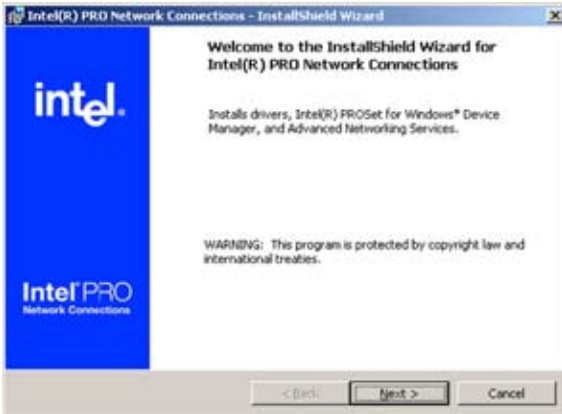 Intel(R) PRO Network Connections - InstallShield Wizard
Welcome to the InstallShield Wizard for
Intel(R) PRO Network Connections
intel.
Installs drivers, Intel(R) PROSet for Windows* Device
Manager, and Advanced Networking Services.
WARNING: This program is protected by copyright law and
international treaties.
Intel® PRO
Network Connections
< Back
Next >
Cancel